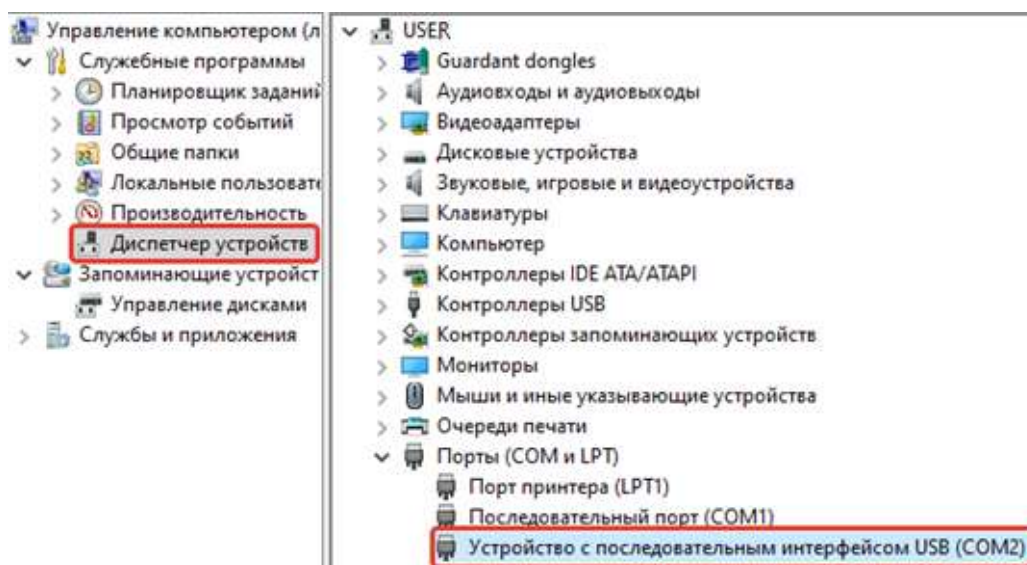 Управление компьютером (л
Служебные программы
Планировщик заданий
Просмотр событий
Общие папки
Локальные пользовате
Производительность
Диспетчер устройств
Запоминающие устройст
Управление дисками
Службы и приложения
USER
Guardant dongles
Аудиовходы и аудиовыходы
Видеоадаптеры
Дисковые устройства
Звуковые, игровые и видеоустройства
Клавиатуры
Компьютер
Контроллеры IDE ATA/ATAPI
Контроллеры USB
Контроллеры запоминающих устройств
Мониторы
Мыши и иные указывающие устройства
Очереди печати
Порты (COM и LPT)
Порт принтера (LPT1)
Последовательный порт (COM1)
Устройство с последовательным интерфейсом USB (COM2)